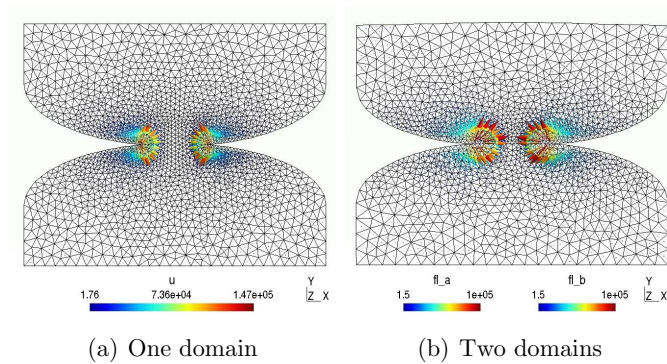 u
1.76 7.36e+04 1.47e+05
Y
Z X
fl_a fl_b
1.5 1e+05 1.5 1e+05
Y
Z X
(a) One domain
(b) Two domains